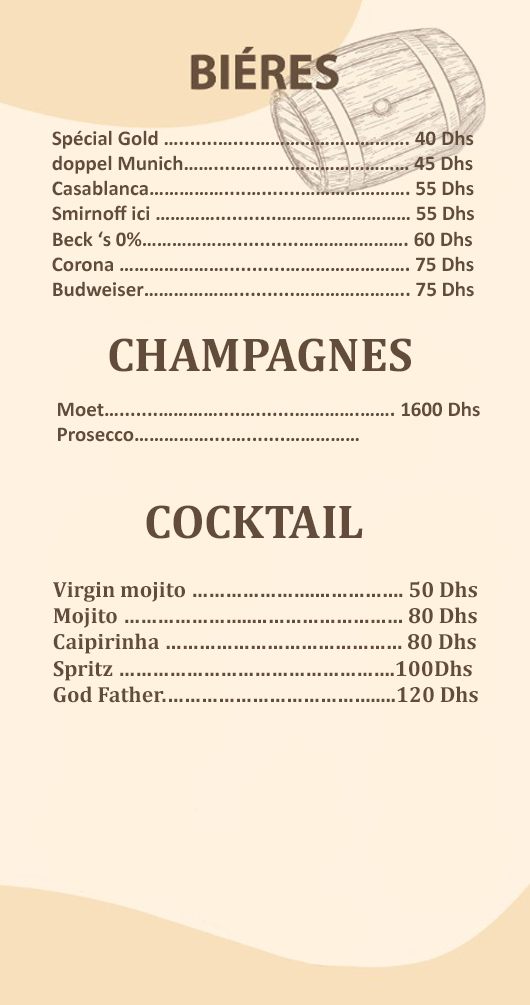 BIÉRES
Spécial Gold ........................................ 40 Dhs
doppel Munich........................................ 45 Dhs
Casablanca........................................ 55 Dhs
Smirnoff ici ........................................ 55 Dhs
Beck ‘s 0%........................................ 60 Dhs
Corona ........................................ 75 Dhs
Budweiser........................................ 75 Dhs
CHAMPAGNES
Moet........................................ 1600 Dhs
Prosecco........................................
COCKTAIL
Virgin mojito ........................................ 50 Dhs
Mojito ........................................ 80 Dhs
Caipirinha ........................................ 80 Dhs
Spritz ........................................100Dhs
God Father........................................120 Dhs